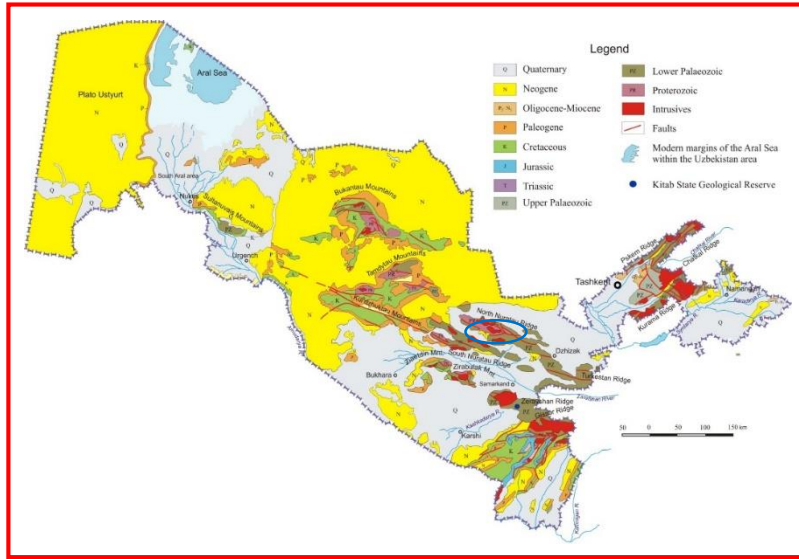 Legend
Quaternary
Neogene
Oligocene-Miocene
Paleogene
Cretaceous
Jurassic
Triassic
Upper Palaeozoic
Lower Palaeozoic
Proterozoic
Intrusives
Faults
Modern margins of the Aral Sea
within the Uzbekistan area
Kitab State Geological Reserve
Aral Sea
Plato Ustyurt
South Aral area
Nukus
Sultanuvais Mountains
Urgench
Bukantau Mountains
Tamdytau Mountains
Kuldzhuktau Mountains
North Nuratau Ridge
South Nuratau Ridge
Dzhizak
Turkestan Ridge
Bukhara
Zirabulak Mnt.
Samarkand
Zeravshan River
Zeravshan Ridge
Gissar Ridge
Kashkadarya R.
Karshi
Tashkent
Pskem Ridge
Chatkal Ridge
Kurama Ridge
Namangan
50 0 50 100 150 km